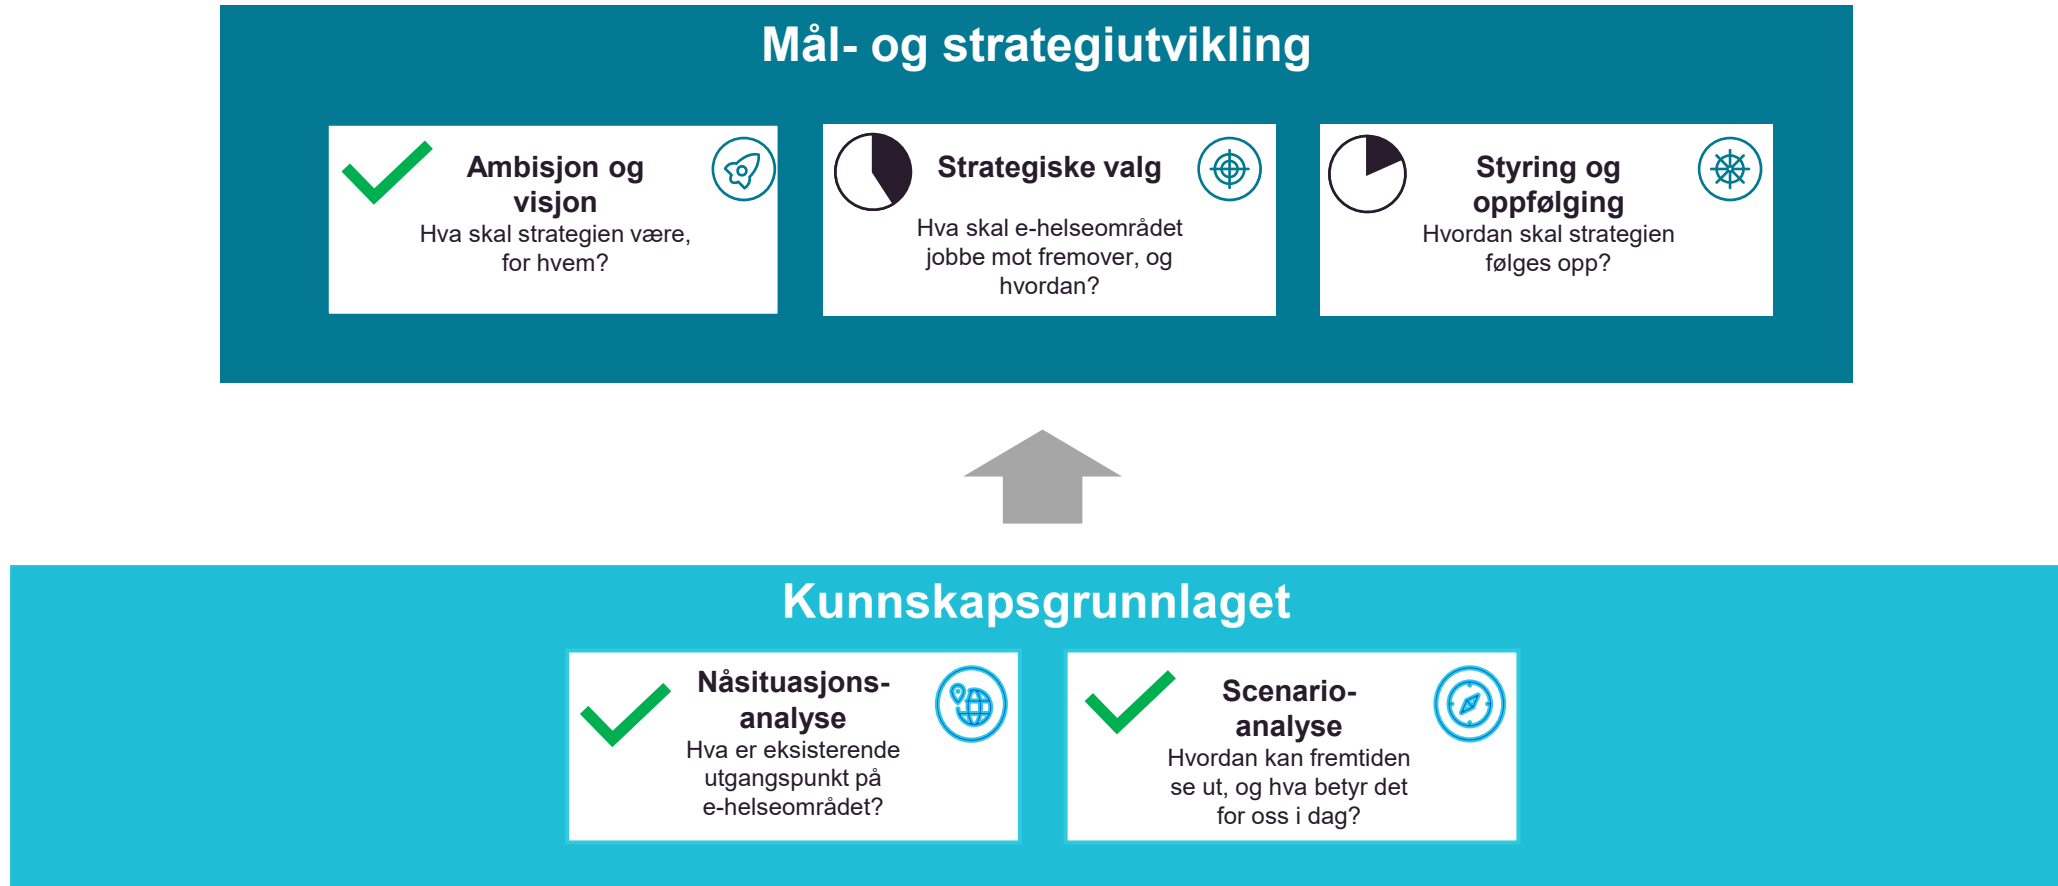 Mål- og strategiutvikling
Ambisjon og
visjon
Hva skal strategien være,
for hvem?
Strategiske valg
Hva skal e-helseområdet
jobbe mot fremover, og
hvordan?
Styring og
oppfølging
Hvordan skal strategien
følges opp?
Kunnskapsgrunnlaget
Nåsituasjons-
analyse
Hva er eksisterende
utgangspunkt på
e-helseområdet?
Scenario-
analyse
Hvordan kan fremtiden
se ut, og hva betyr det
for oss i dag?